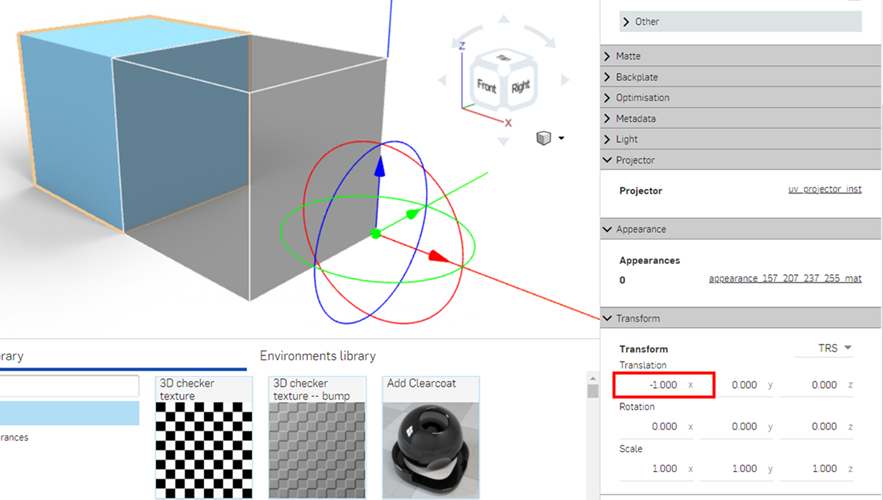 Other
Matte
Backplate
Optimisation
Metadata
Light
Projector
Projector uv_projector_inst
Appearance
Appearances
0 appearance_157_207_237_255_mat
Transform
Transform TRS
Translation
-1.000 x 0.000 y 0.000 z
Rotation
0.000 x 0.000 y 0.000 z
Scale
1.000 x 1.000 y 1.000 z
Z
Top
Front Right
X
rary Environments library
3D checker
texture
3D checker
texture -- bump
Add Clearcoat
arances